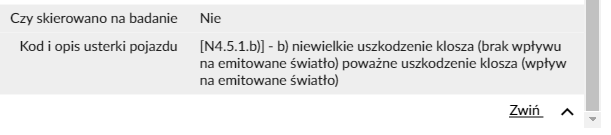 Czy skierowano na badanie Nie
Kod i opis usterki pojazdu [N4.5.1.b)] - b) niewielkie uszkodzenie klosza (brak wpływu
na emitowane światło) poważne uszkodzenie klosza (wpływ
na emitowane światło)
Zwiń